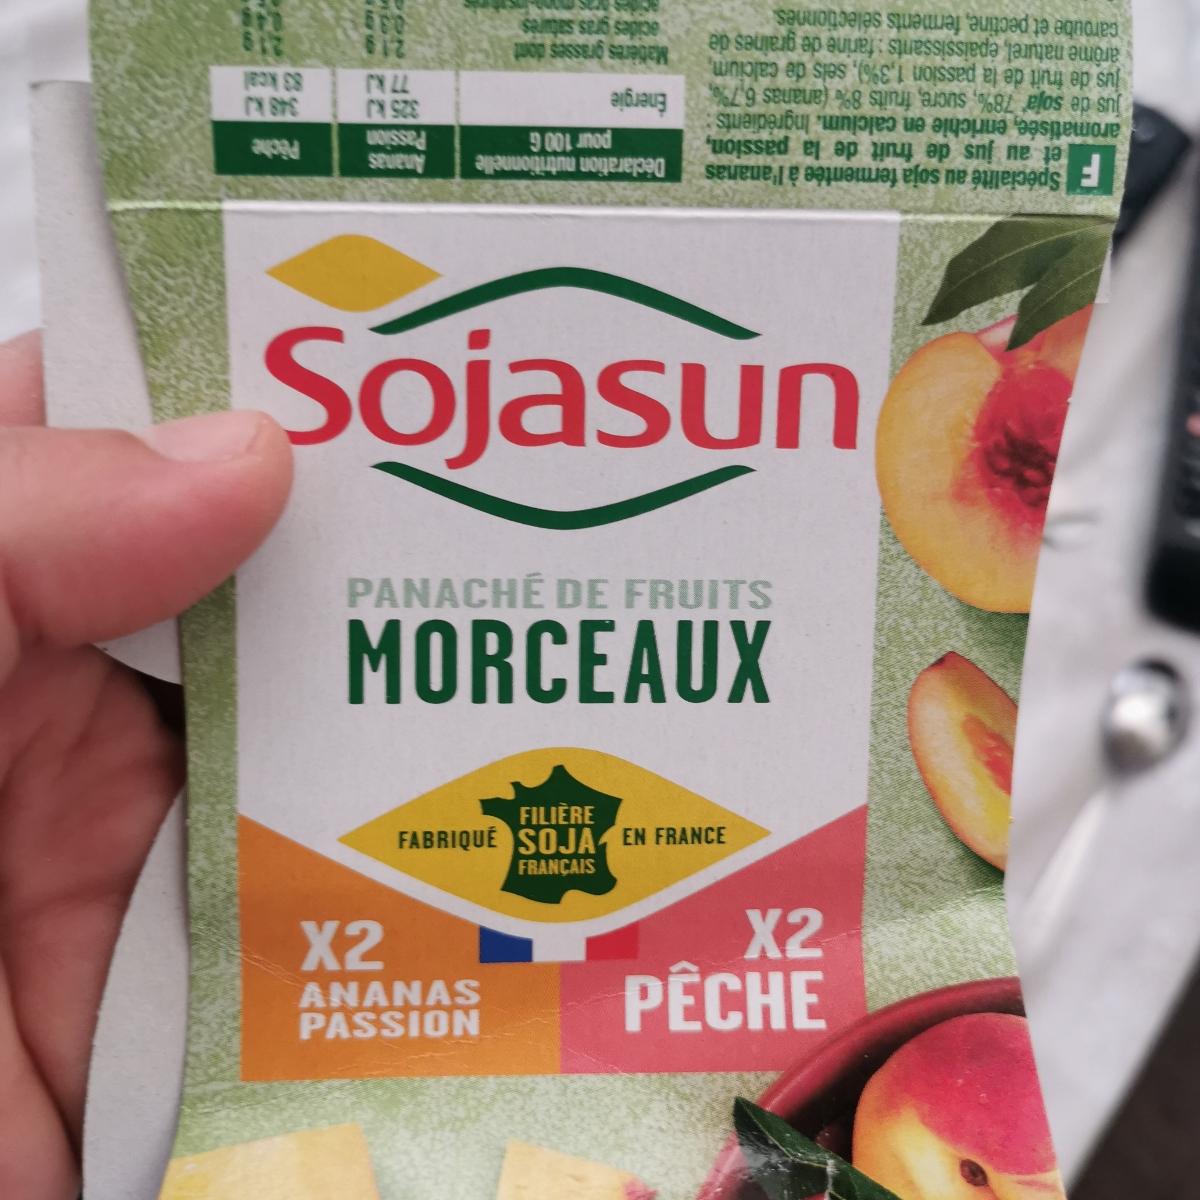 Sojasun
PANACHÉ DE FRUITS
MORCEAUX
FABRIQUÉ
FILIÈRE
SOJA
FRANÇAIS
EN FRANCE
X2
ANANAS
PASSION
X2
PÊCHE
F
Spécialité au soja fermentée à l'ananas
et au jus de fruit de la passion,
aromatisée, enrichie en calcium. Ingrédients :
jus de soja 78%, sucre, fruits 8% (ananas 6,7%,
jus de fruit de la passion 1,3%), sels de calcium
arôme naturel, épaississants : farine de graines de
caroube et pectine, ferments sélectionnés
Déclaration nutritionnelle
pour 100 G
Ananas
Passion
Pêche
Énergie
325 kJ
77 kJ
348 kJ
83 kcal
Matières grasses dont
2,1 g
2,1 g
acides gras saturés
0,3 g
0,4 g